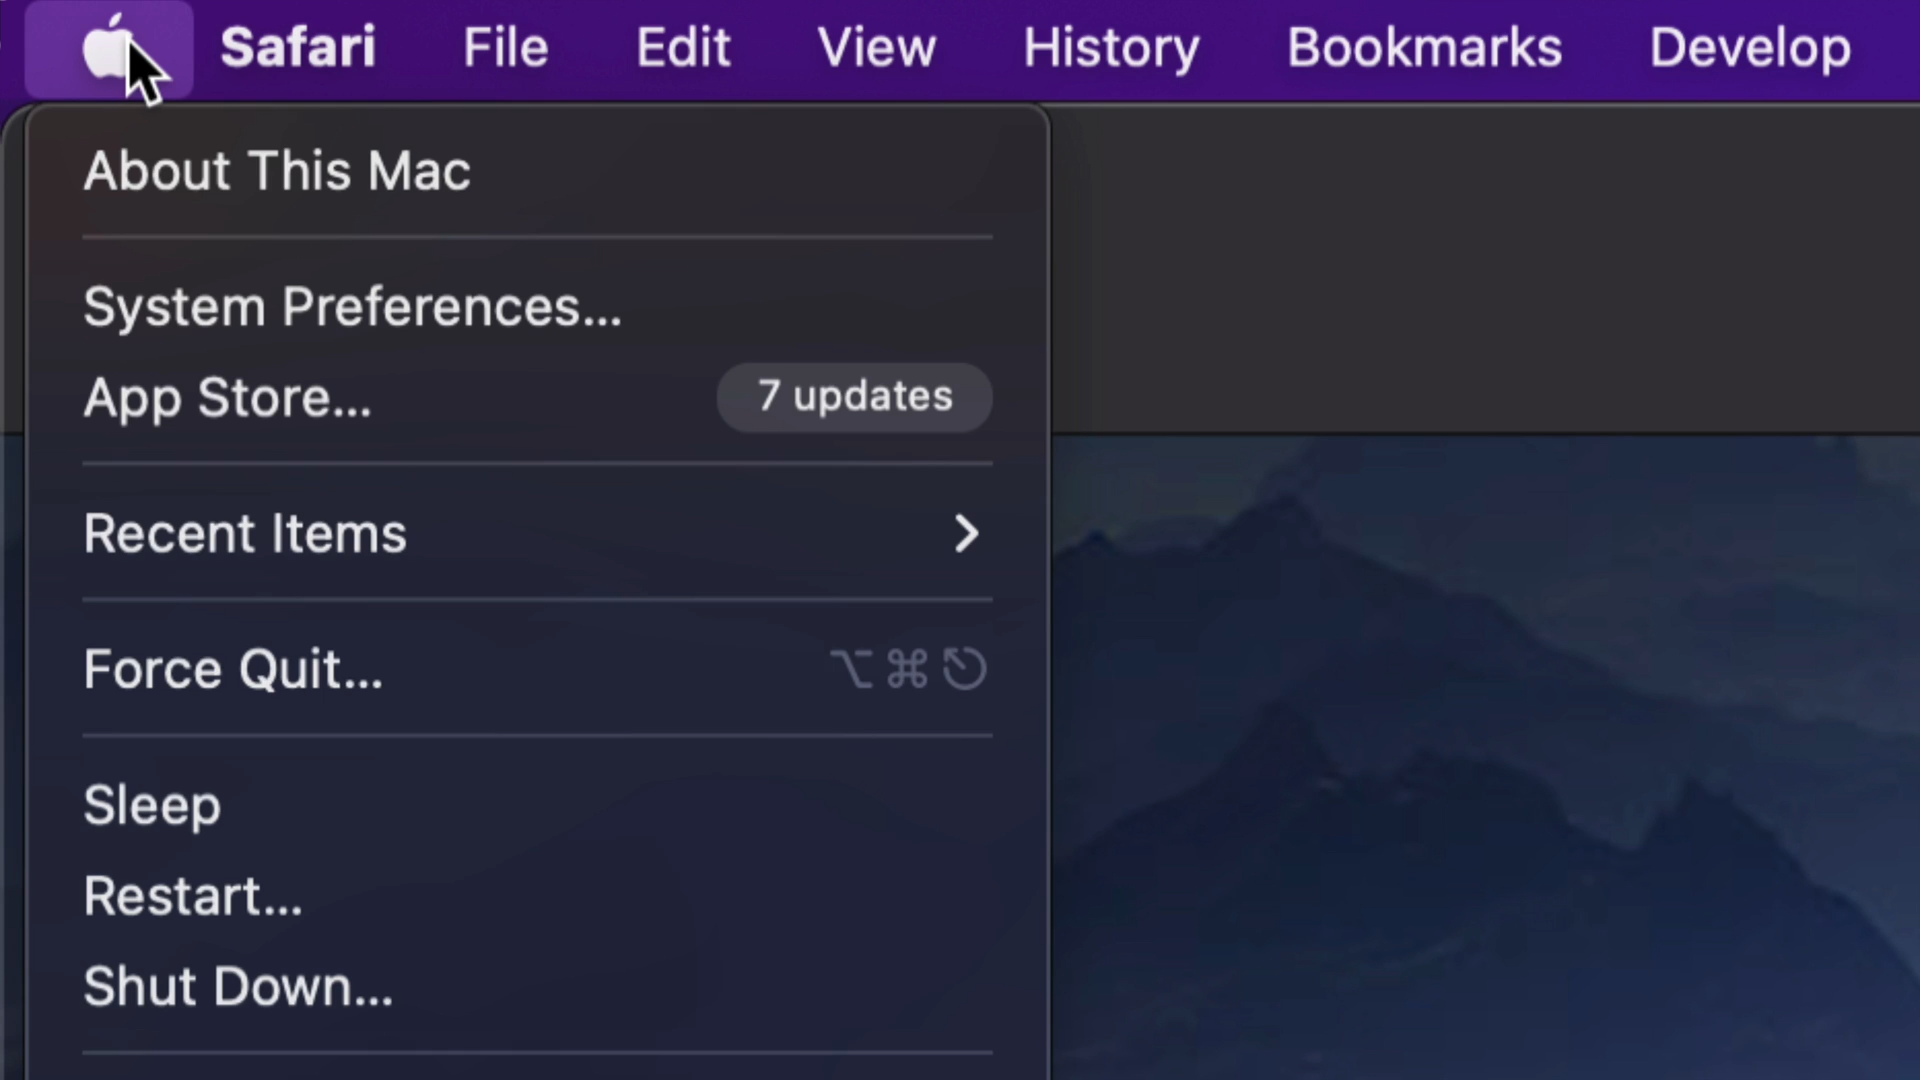 Safari File Edit View History Bookmarks Develop
About This Mac
System Preferences...
App Store... 7 updates
Recent Items
Force Quit... ⌥⌘⎋
Sleep
Restart...
Shut Down...